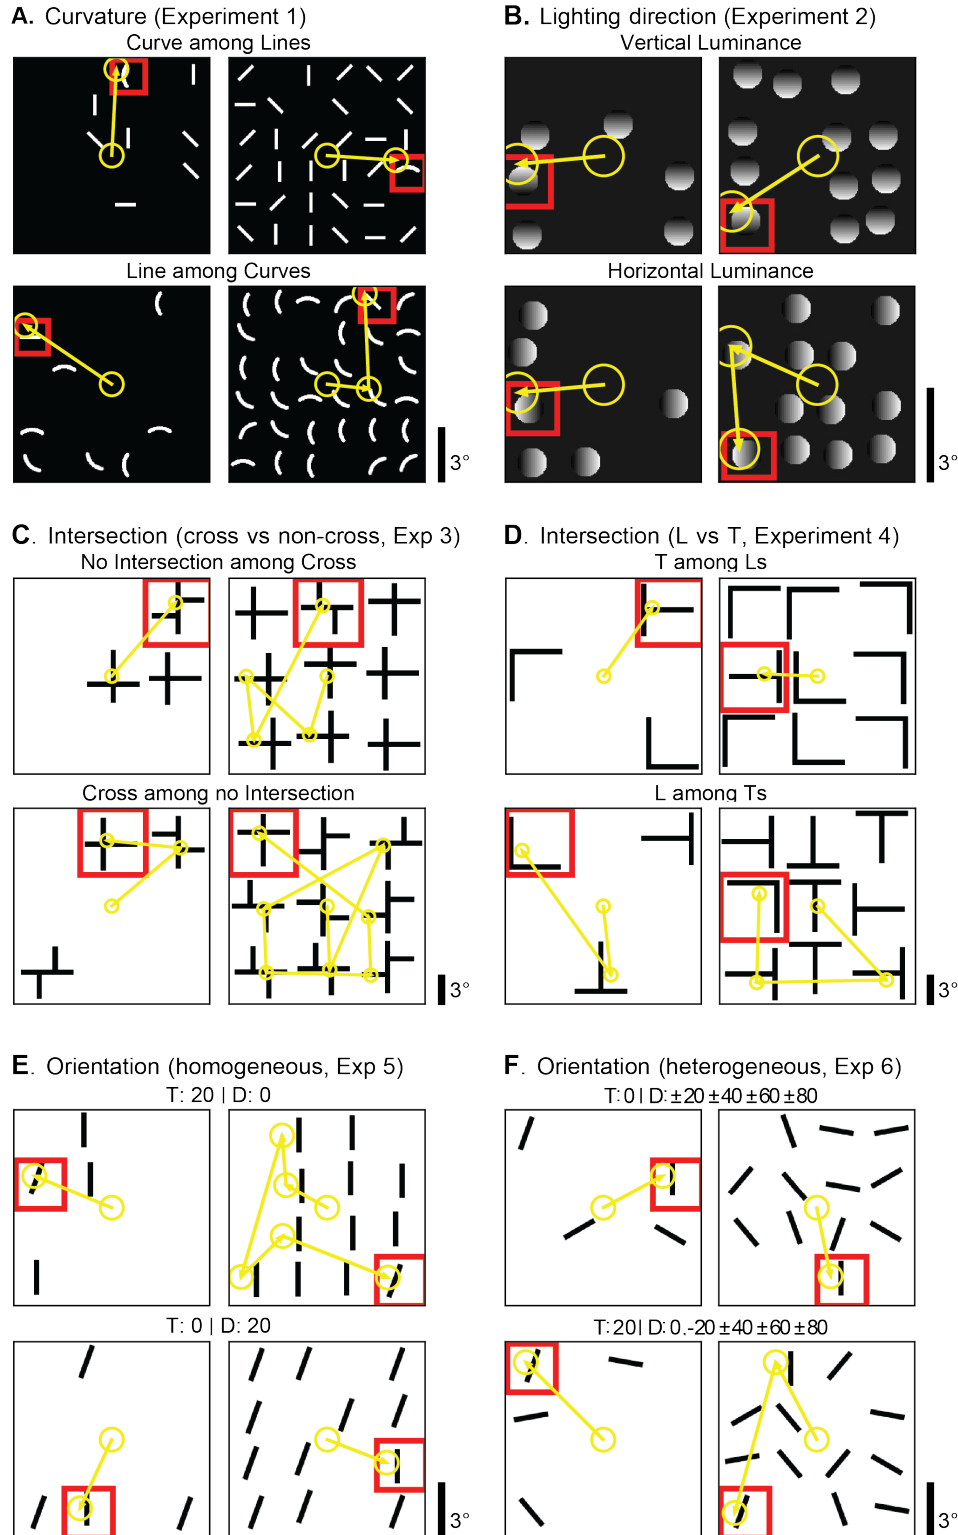 A. Curvature (Experiment 1)
Curve among Lines
Line among Curves
3°
B. Lighting direction (Experiment 2)
Vertical Luminance
Horizontal Luminance
3°
C. Intersection (cross vs non-cross, Exp 3)
No Intersection among Cross
Cross among no Intersection
3°
D. Intersection (L vs T, Experiment 4)
T among Ls
L among Ts
3°
E. Orientation (homogeneous, Exp 5)
T: 20 | D: 0
T: 0 | D: 20
3°
F. Orientation (heterogeneous, Exp 6)
T: 0 | D: ±20 ±40 ±60 ±80
T: 20 | D: 0.-20 ±40 ±60 ±80
3°